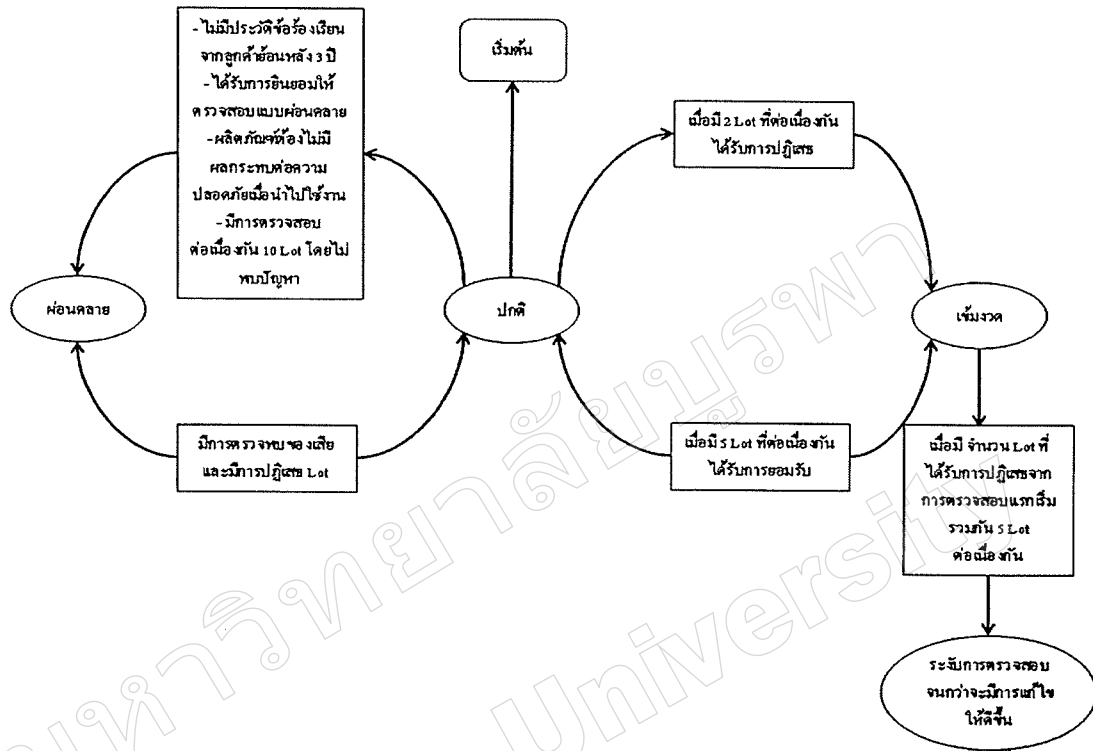 - ไม่มีประวัติข้อร้องเรียน
จากลูกค้าย้อนหลัง 3 ปี
- ได้รับการยินยอมให้
ตรวจสอบแบบผ่อนคลาย
-ผลิตภัณฑ์ต้องไม่มี
ผลกระทบต่อความ
ปลอดภัยเมื่อนำไปใช้งาน
- มีการตรวจสอบ
ต่อเนื่องกัน 10 Lot โดยไม่
พบปัญหา
เริ่มต้น
เมื่อมี 2 Lot ที่ต่อเนื่องกัน
ได้รับการปฏิเสธ
ผ่อนคลาย
ปกติ
เข้มงวด
มีการตรวจพบของเสีย
และมีการปฏิเสธ Lot
เมื่อมี 5 Lot ที่ต่อเนื่องกัน
ได้รับการยอมรับ
เมื่อมี จำนวน Lot ที่
ได้รับการปฏิเสธจาก
การตรวจสอบแรกเริ่ม
รวมกัน 5 Lot
ต่อเนื่องกัน
ระงับการตรวจสอบ
จนกว่าจะมีการแก้ไข
ให้ดีขึ้น
มหาวิทยาลัยบูรพา
University